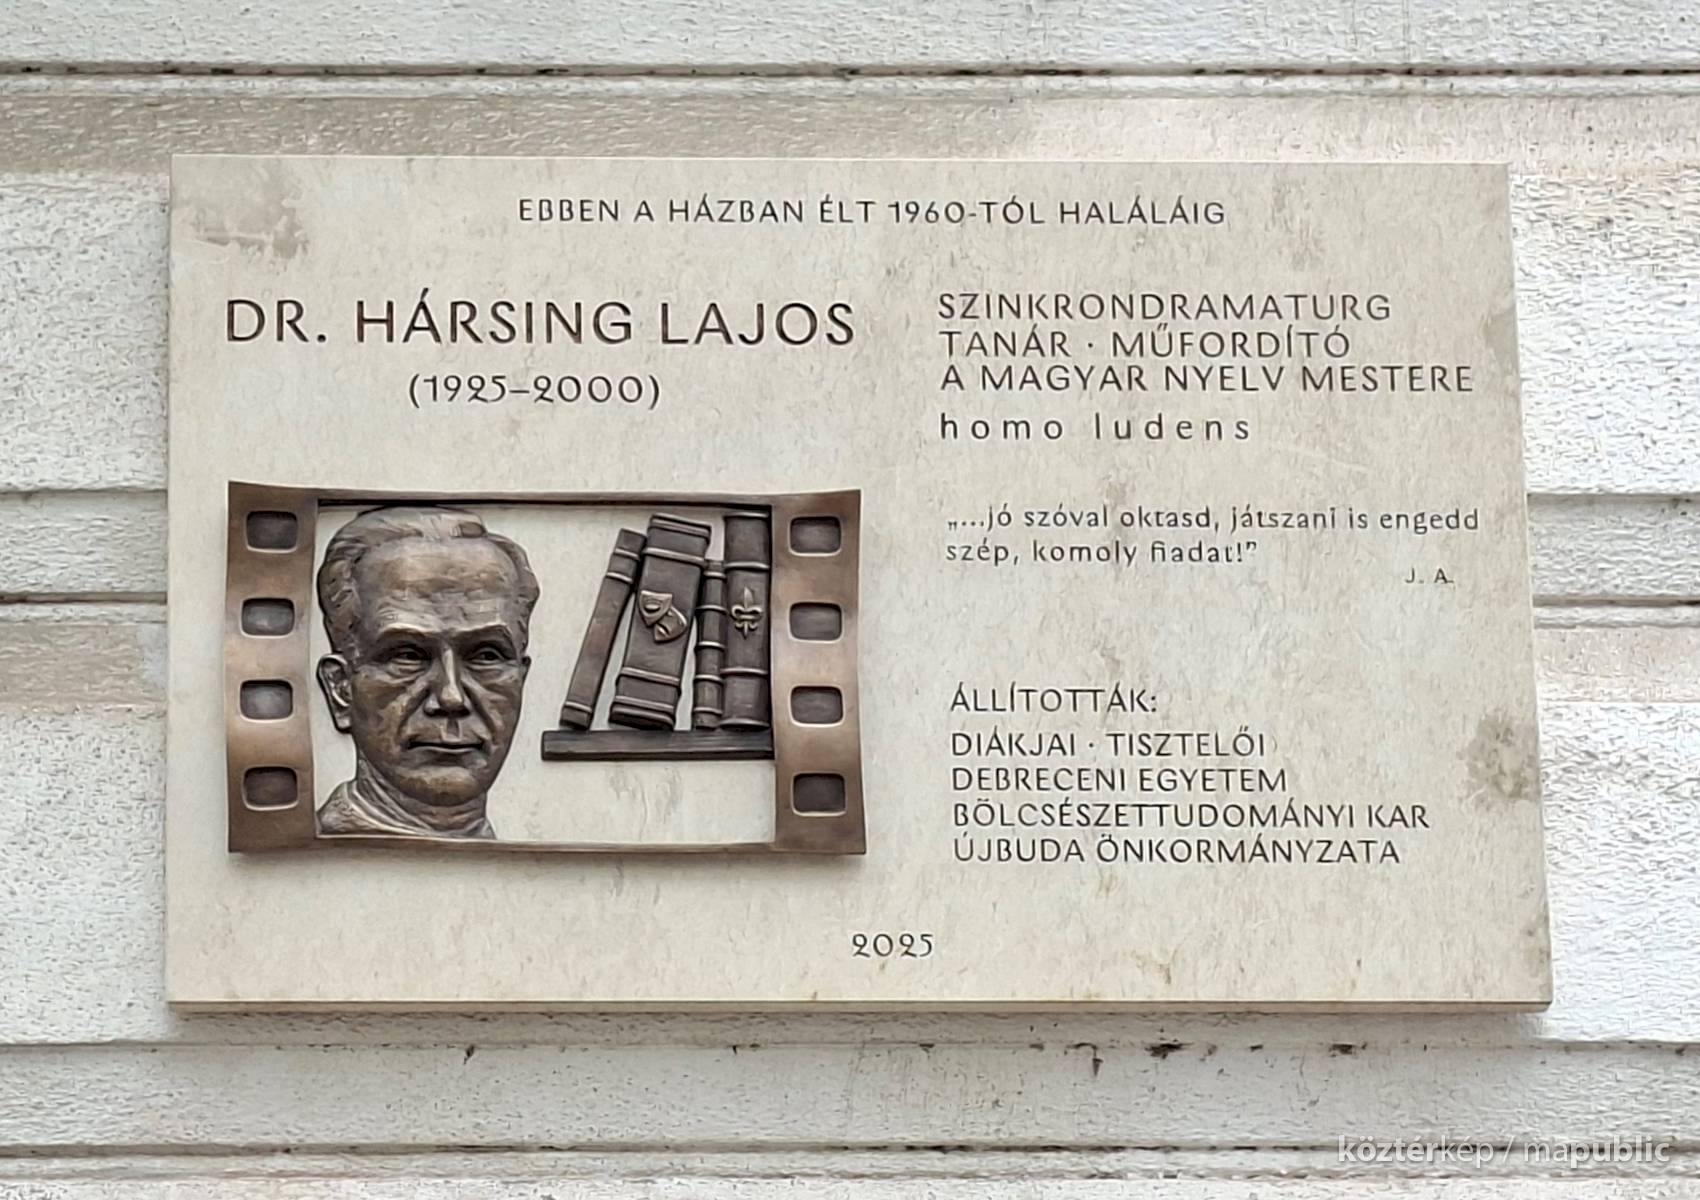 EBBEN A HÁZBAN ÉLT 1960-TÓL HALÁLÁIG
DR. HÁRSING LAJOS
(1925–2000)
SZINKRONDRAMATURG
TANÁR · MŰFORDÍTÓ
A MAGYAR NYELV MESTERE
homo ludens
„...jó szóval oktasd, játszani is engedd
szép, komoly fiadat!”
J. A.
ÁLLÍTOTTÁK:
DIÁKJAI · TISZTELŐI
DEBRECENI EGYETEM
BÖLCSÉSZETTUDOMÁNYI KAR
ÚJBUDA ÖNKORMÁNYZATA
2025
köztérkép / mapublic